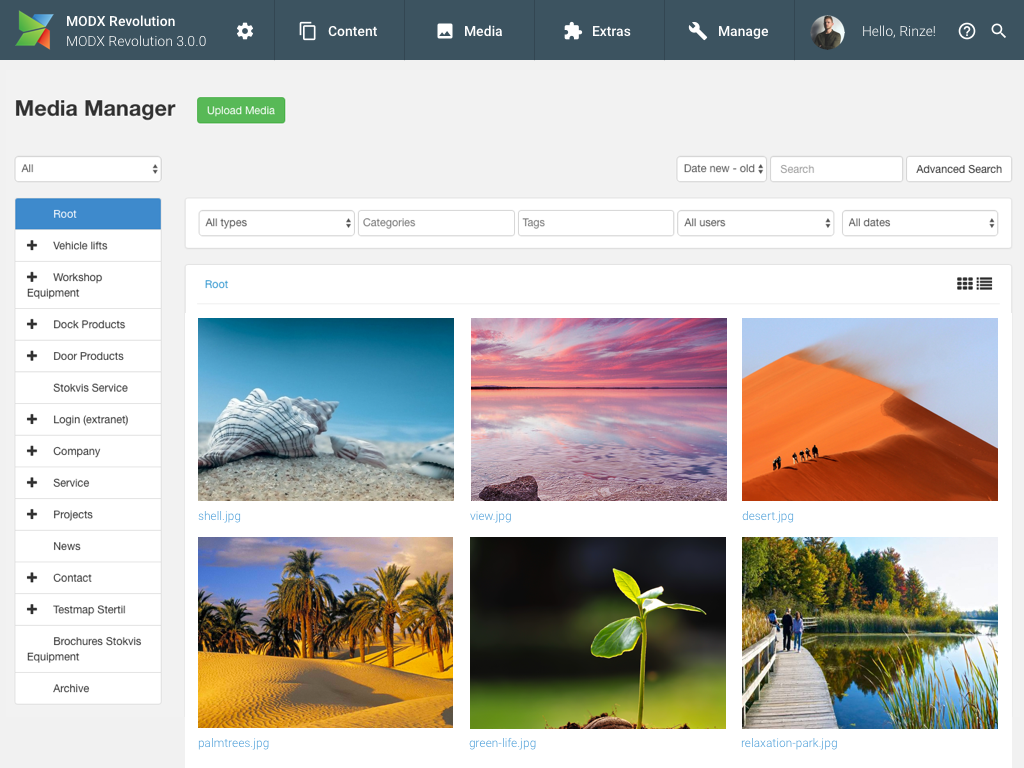 MODX Revolution
MODX Revolution 3.0.0
Content
Media
Extras
Manage
Hello, Rinze!
Media Manager
Upload Media
All
Date new - old
Search
Advanced Search
Root
Vehicle lifts
Workshop
Equipment
Dock Products
Door Products
Stokvis Service
Login (extranet)
Company
Service
Projects
News
Contact
Testmap Stertil
Brochures Stokvis
Equipment
Archive
All types
Categories
Tags
All users
All dates
Root
shell.jpg
view.jpg
desert.jpg
palmtrees.jpg
green-life.jpg
relaxation-park.jpg